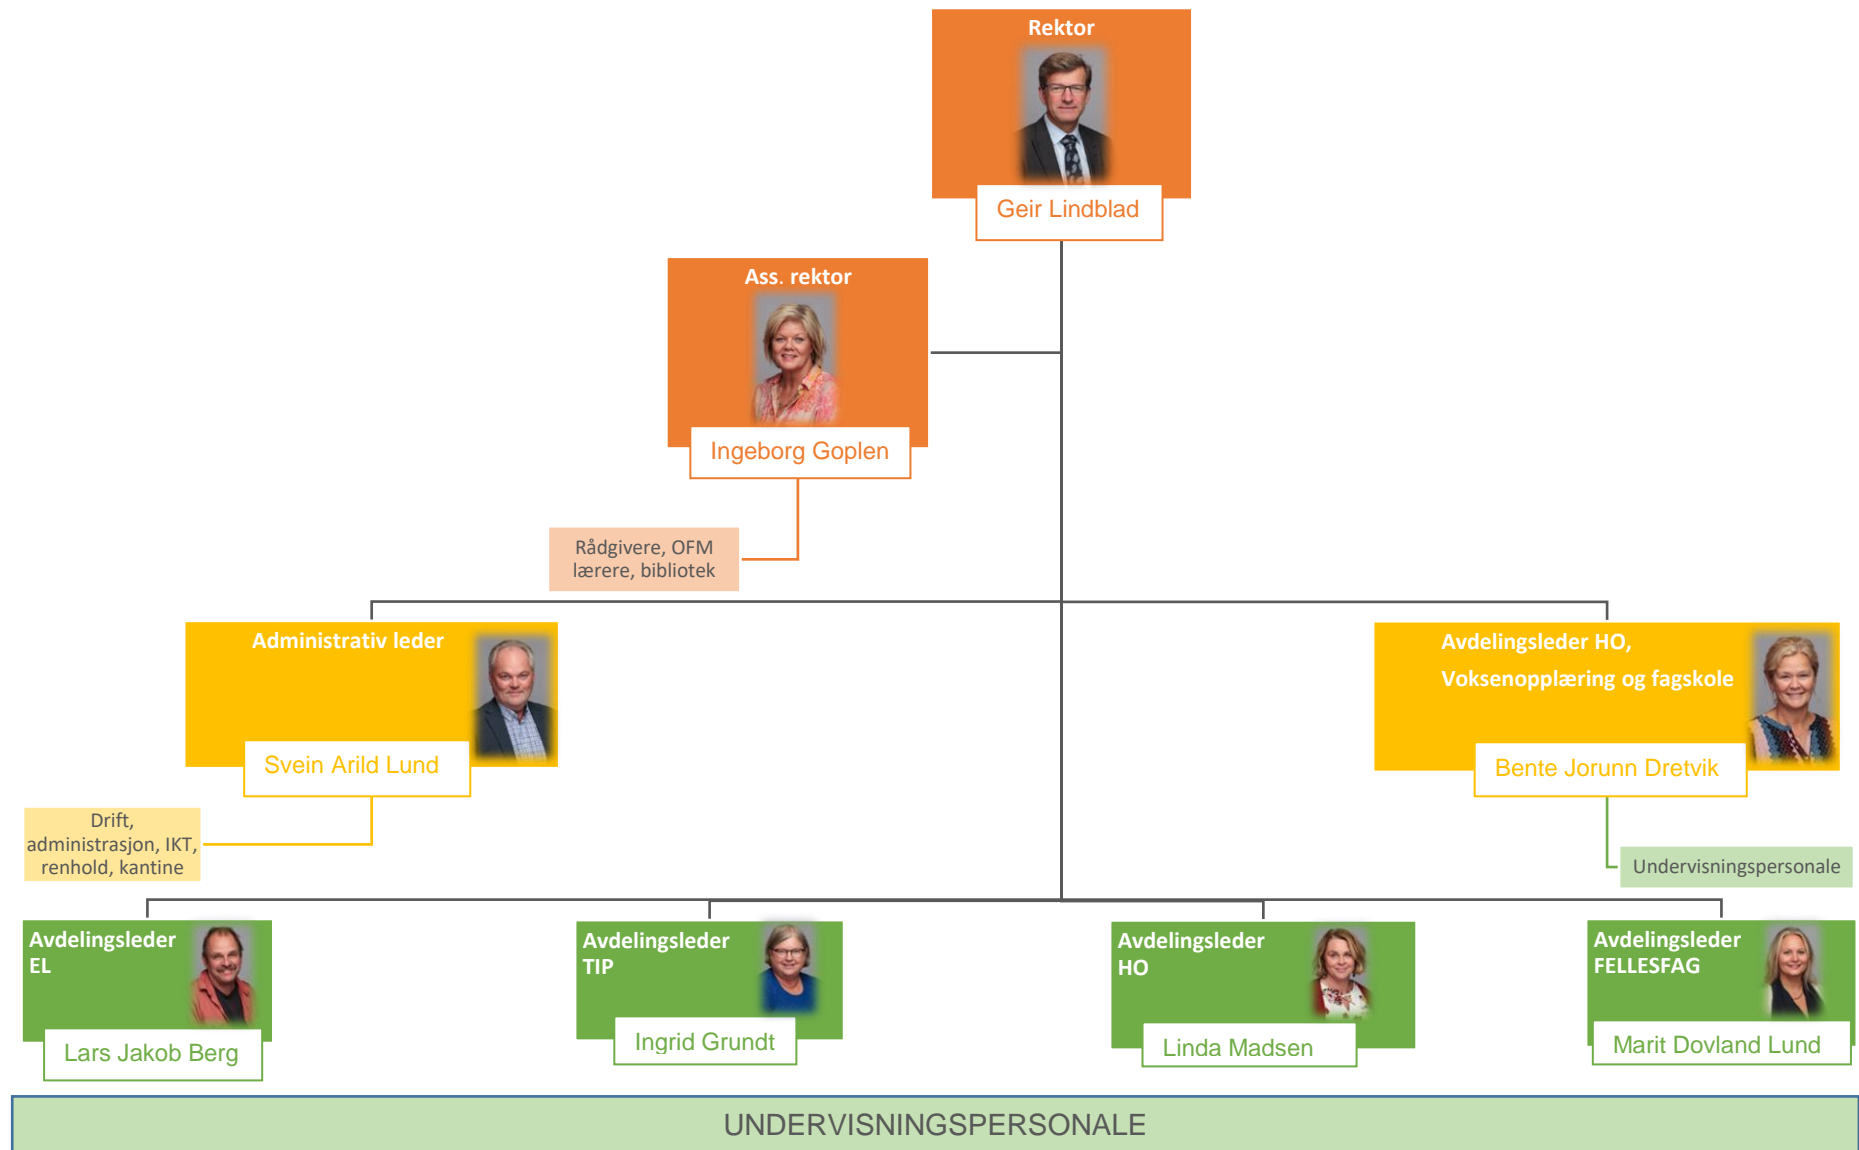 Rektor
Geir Lindblad
Ass. rektor
Ingeborg Goplen
Rådgivere, OFM
lærere, bibliotek
Administrativ leder
Svein Arild Lund
Avdelingsleder HO,
Voksenopplæring og fagskole
Bente Jorunn Dretvik
Drift,
administrasjon, IKT,
renhold, kantine
Undervisningspersonale
Avdelingsleder
EL
Lars Jakob Berg
Avdelingsleder
TIP
Ingrid Grundt
Avdelingsleder
HO
Linda Madsen
Avdelingsleder
FELLESFAG
Marit Dovland Lund
UNDERVISNINGSPERSONALE